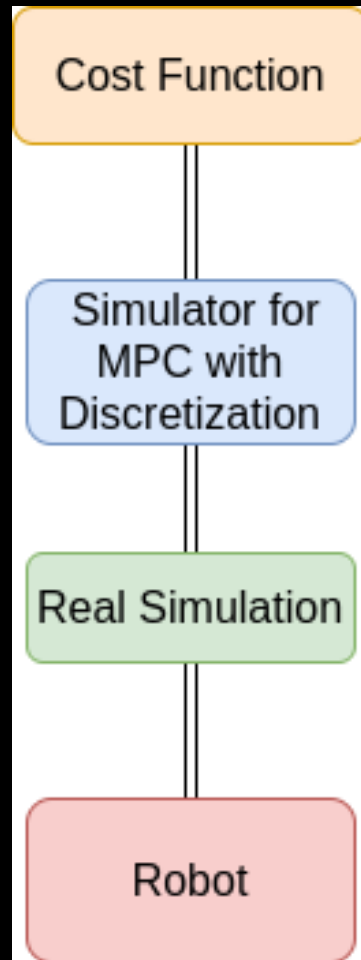 Cost Function
Simulator for
MPC with
Discretization
Real Simulation
Robot